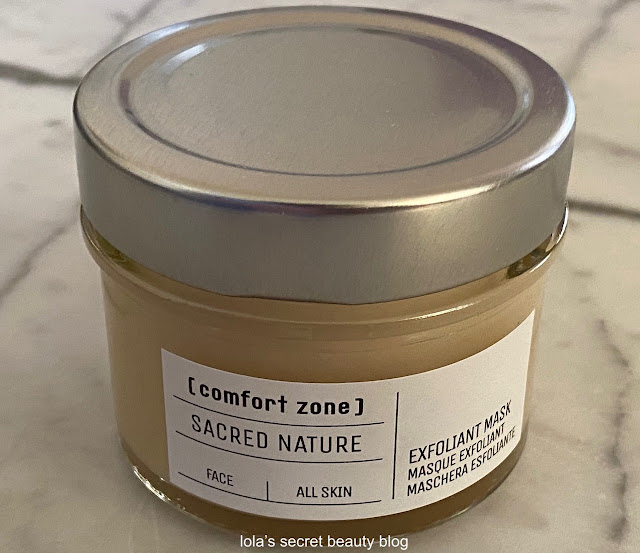 [comfort zone]
SACRED NATURE
FACE
ALL SKIN
EXFOLIANT MASK
MASQUE EXFOLIANT
MASCHERA ESFOLIANTE
lola's secret beauty blog